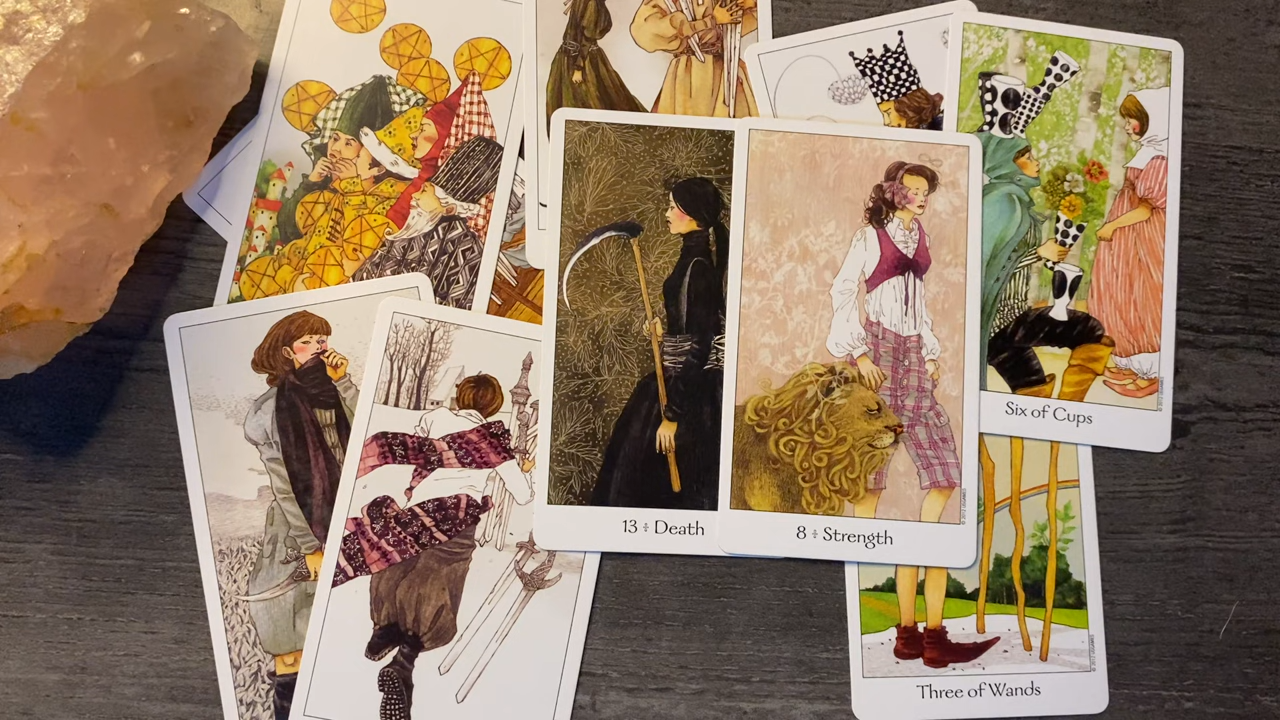 Six of Cups
13 ÷ Death
8 ÷ Strength
Three of Wands